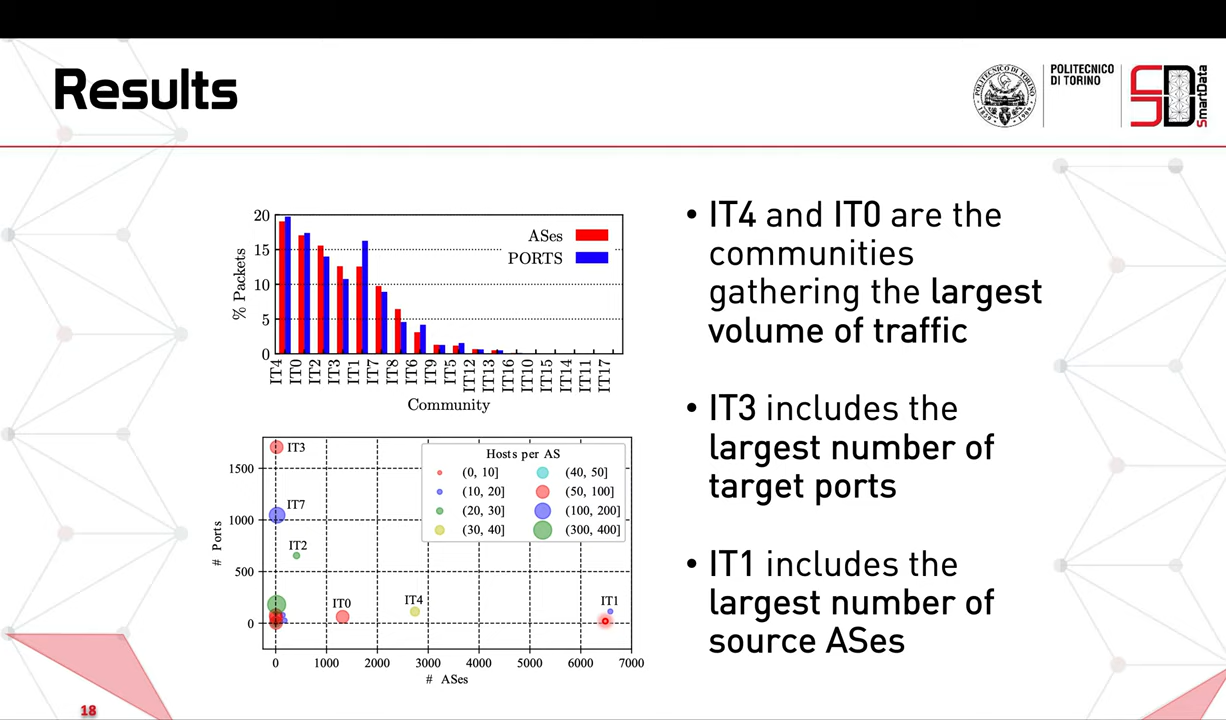 Results
POLITECNICO
DI TORINO
SmartData
20
15
10
5
0
% Packets
ASes
PORTS
IT4 IT0 IT2 IT3 IT1 IT7 IT8 IT6 IT9 IT5 IT12 IT13 IT16 IT10 IT15 IT14 IT11 IT17
Community
1500
1000
500
0
# Ports
IT3
IT7
IT2
IT0
IT4
IT1
Hosts per AS
(0, 10]
(10, 20]
(20, 30]
(30, 40]
(40, 50]
(50, 100]
(100, 200]
(300, 400]
0 1000 2000 3000 4000 5000 6000 7000
# ASes
• IT4 and IT0 are the
communities
gathering the largest
volume of traffic
• IT3 includes the
largest number of
target ports
• IT1 includes the
largest number of
source ASes
18